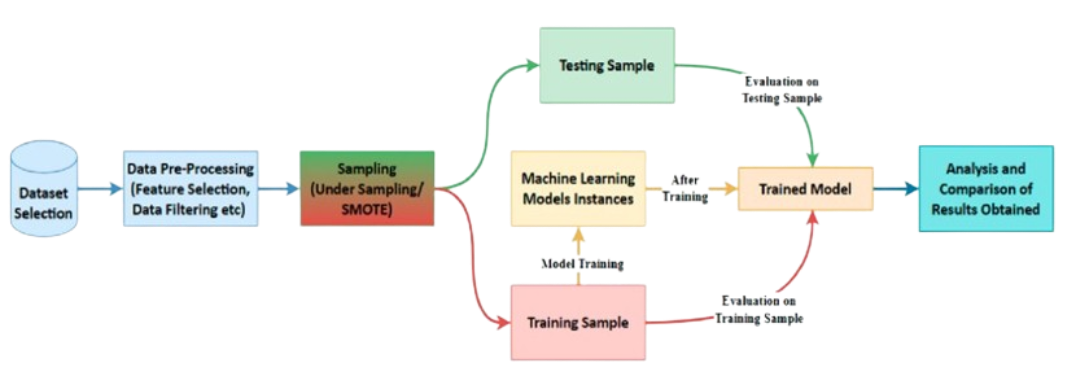 Dataset
Selection
Data Pre-Processing
(Feature Selection,
Data Filtering etc)
Sampling
(Under Sampling/
SMOTE)
Testing Sample
Evaluation on
Testing Sample
Machine Learning
Models Instances
After
Training
Trained Model
Analysis and
Comparison of
Results Obtained
Model Training
Training Sample
Evaluation on
Training Sample